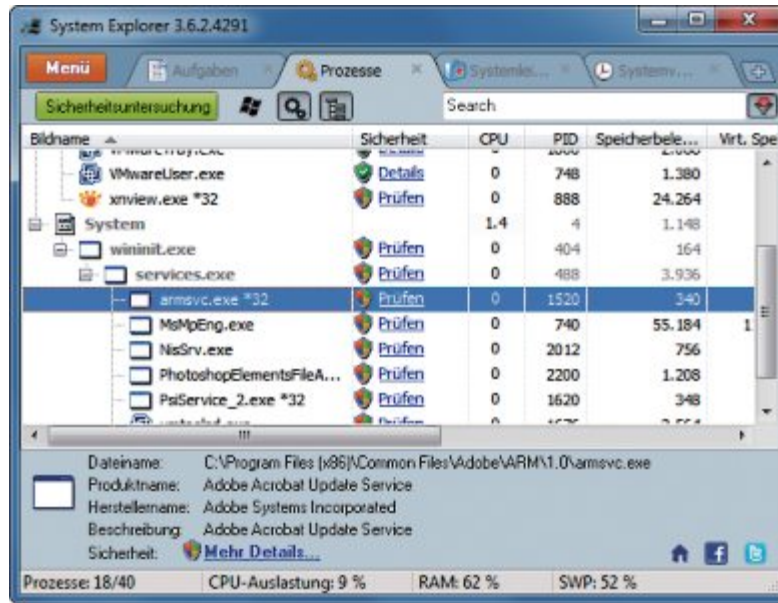 System Explorer 3.6.2.4291
Menü Aufgaben Prozesse Systemlei... Systemv...
Sicherheitsuntersuchung Search
Bildname Sicherheit CPU PID Speicherbele... Virt. Spe
VMwareUser.exe Details 0 748 1.380
xnview.exe *32 Prüfen 0 888 24.264
System 1.4 4 1.148
wininit.exe Prüfen 0 404 164
services.exe Prüfen 0 488 3.936
armsvc.exe *32 Prüfen 0 1520 340
MsMpEng.exe Prüfen 0 740 55.184 1
NisSrv.exe Prüfen 0 2012 756
PhotoshopElementsFileA... Prüfen 0 2200 1.208
PsiService_2.exe *32 Prüfen 0 1620 348
Dateiname: C:\Program Files (x86)\Common Files\Adobe\ARM\1.0\armsvc.exe
Produktname: Adobe Acrobat Update Service
Herstellername: Adobe Systems Incorporated
Beschreibung: Adobe Acrobat Update Service
Sicherheit: Mehr Details...
Prozesse: 18/40 CPU-Auslastung: 9 % RAM: 62 % SWP: 52 %